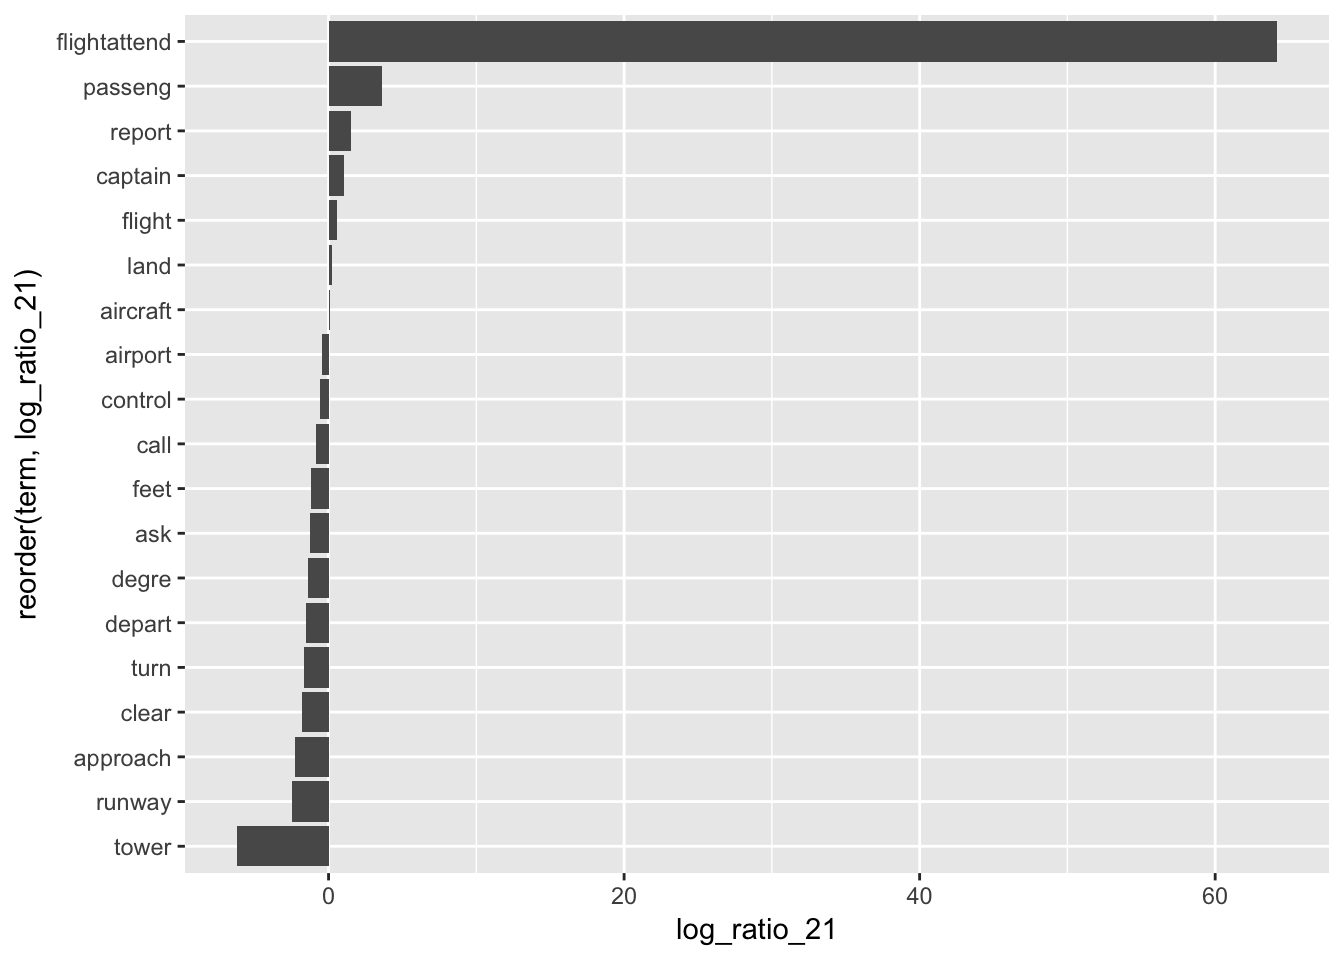 flightattend
passeng
report
captain
flight
land
aircraft
airport
control
call
feet
ask
degre
depart
turn
clear
approach
runway
tower
reorder(term, log_ratio_21)
0 20 40 60
log_ratio_21